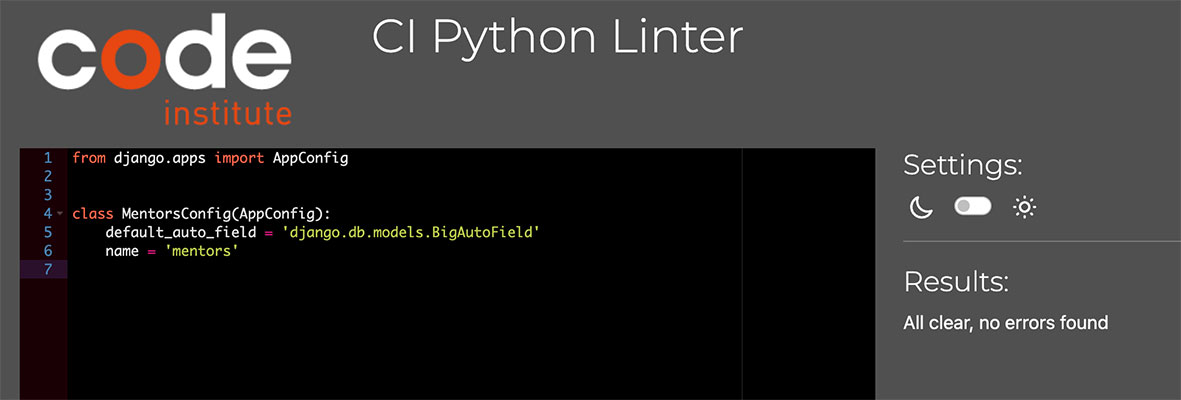 code
institute
CI Python Linter
1 from django.apps import AppConfig
2
3
4 class MentorsConfig(AppConfig):
5     default_auto_field = 'django.db.models.BigAutoField'
6     name = 'mentors'
7
Settings:
Results:
All clear, no errors found